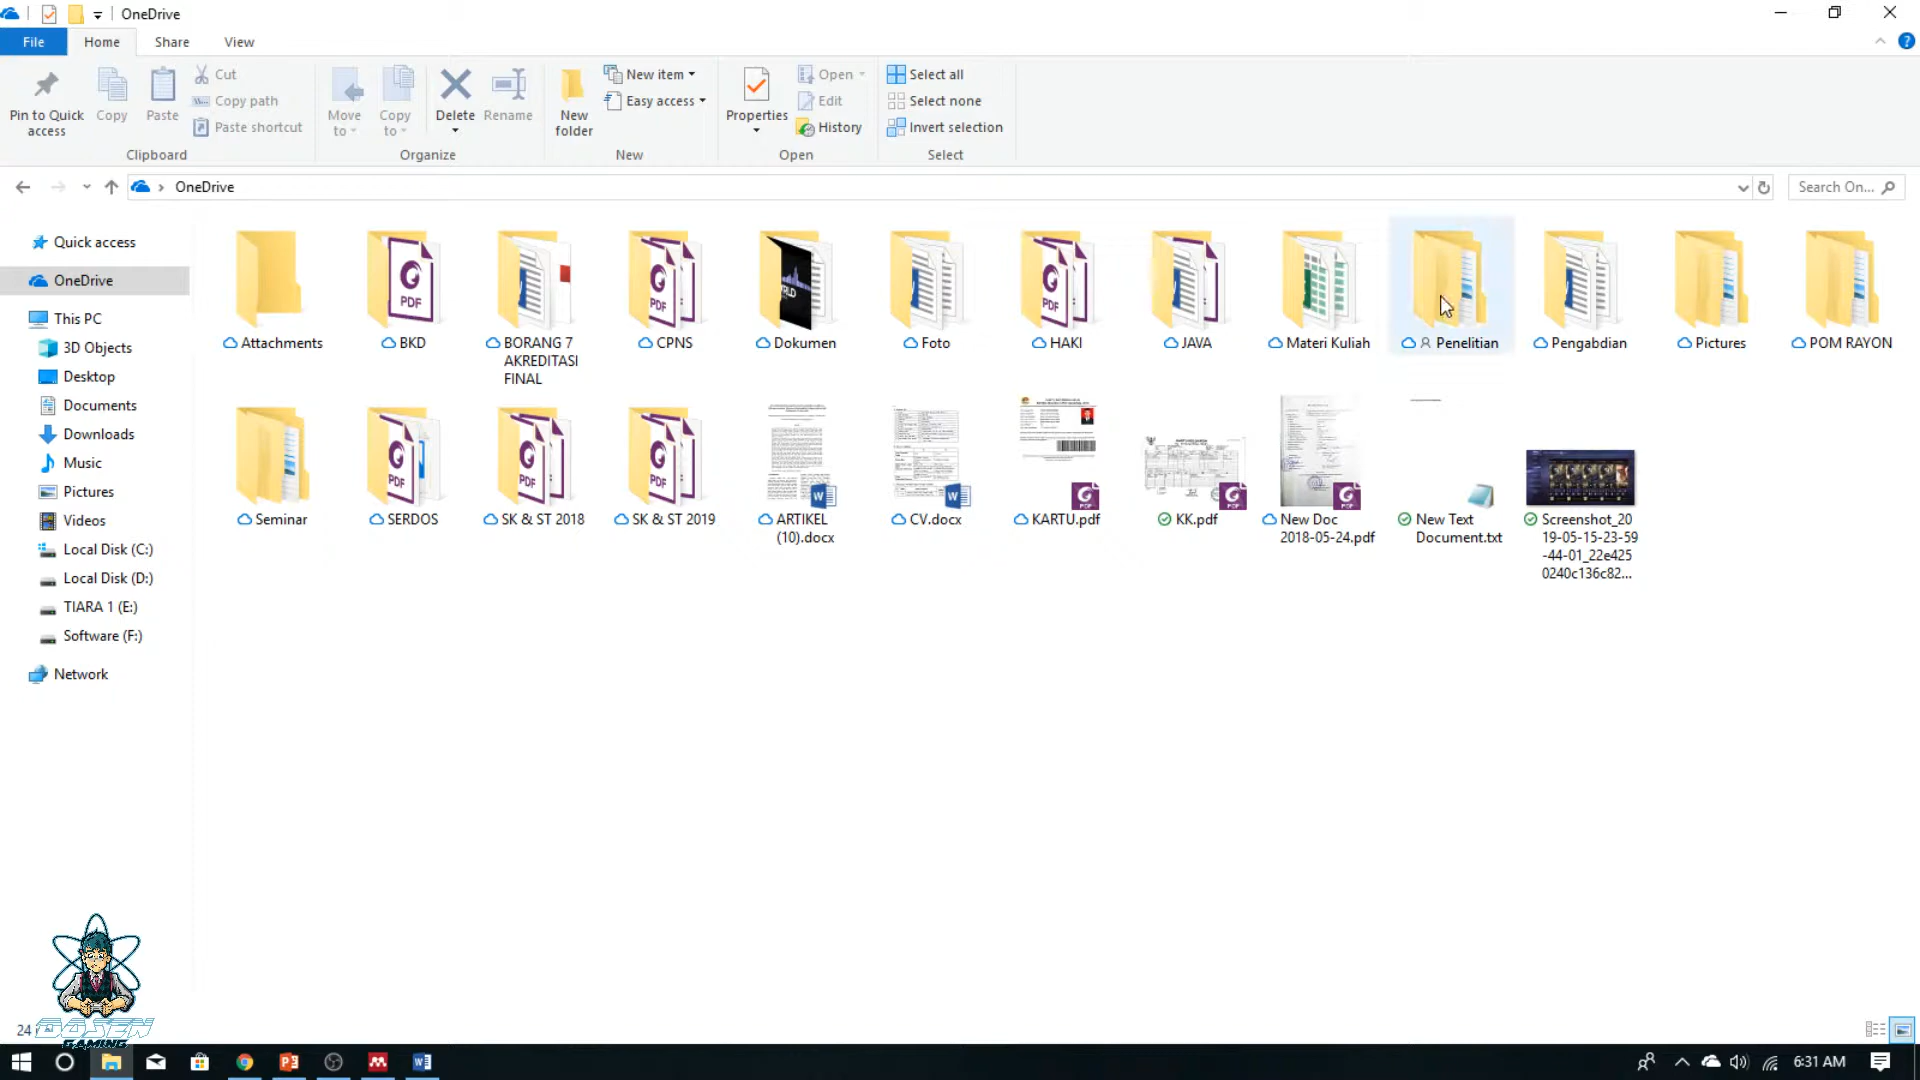 OneDrive
File
Home
Share
View
Pin to Quick
access
Copy
Paste
Cut
Copy path
Paste shortcut
Clipboard
Move
to
Copy
to
Delete
Rename
Organize
New
folder
New item
Easy access
New
Properties
Open
Edit
History
Open
Select all
Select none
Invert selection
Select
OneDrive
Search On...
Quick access
OneDrive
This PC
3D Objects
Desktop
Documents
Downloads
Music
Pictures
Videos
Local Disk (C:)
Local Disk (D:)
TIARA 1 (E:)
Software (F:)
Network
Attachments
BKD
BORANG 7
AKREDITASI
FINAL
CPNS
Dokumen
Foto
HAKI
JAVA
Materi Kuliah
Penelitian
Pengabdian
Pictures
POM RAYON
Seminar
SERDOS
SK & ST 2018
SK & ST 2019
ARTIKEL
(10).docx
CV.docx
KARTU.pdf
KK.pdf
New Doc
2018-05-24.pdf
New Text
Document.txt
Screenshot_20
19-05-15-23-59
-44-01_22e425
0240c136c82...
24
DOSEN
GAMING
6:31 AM